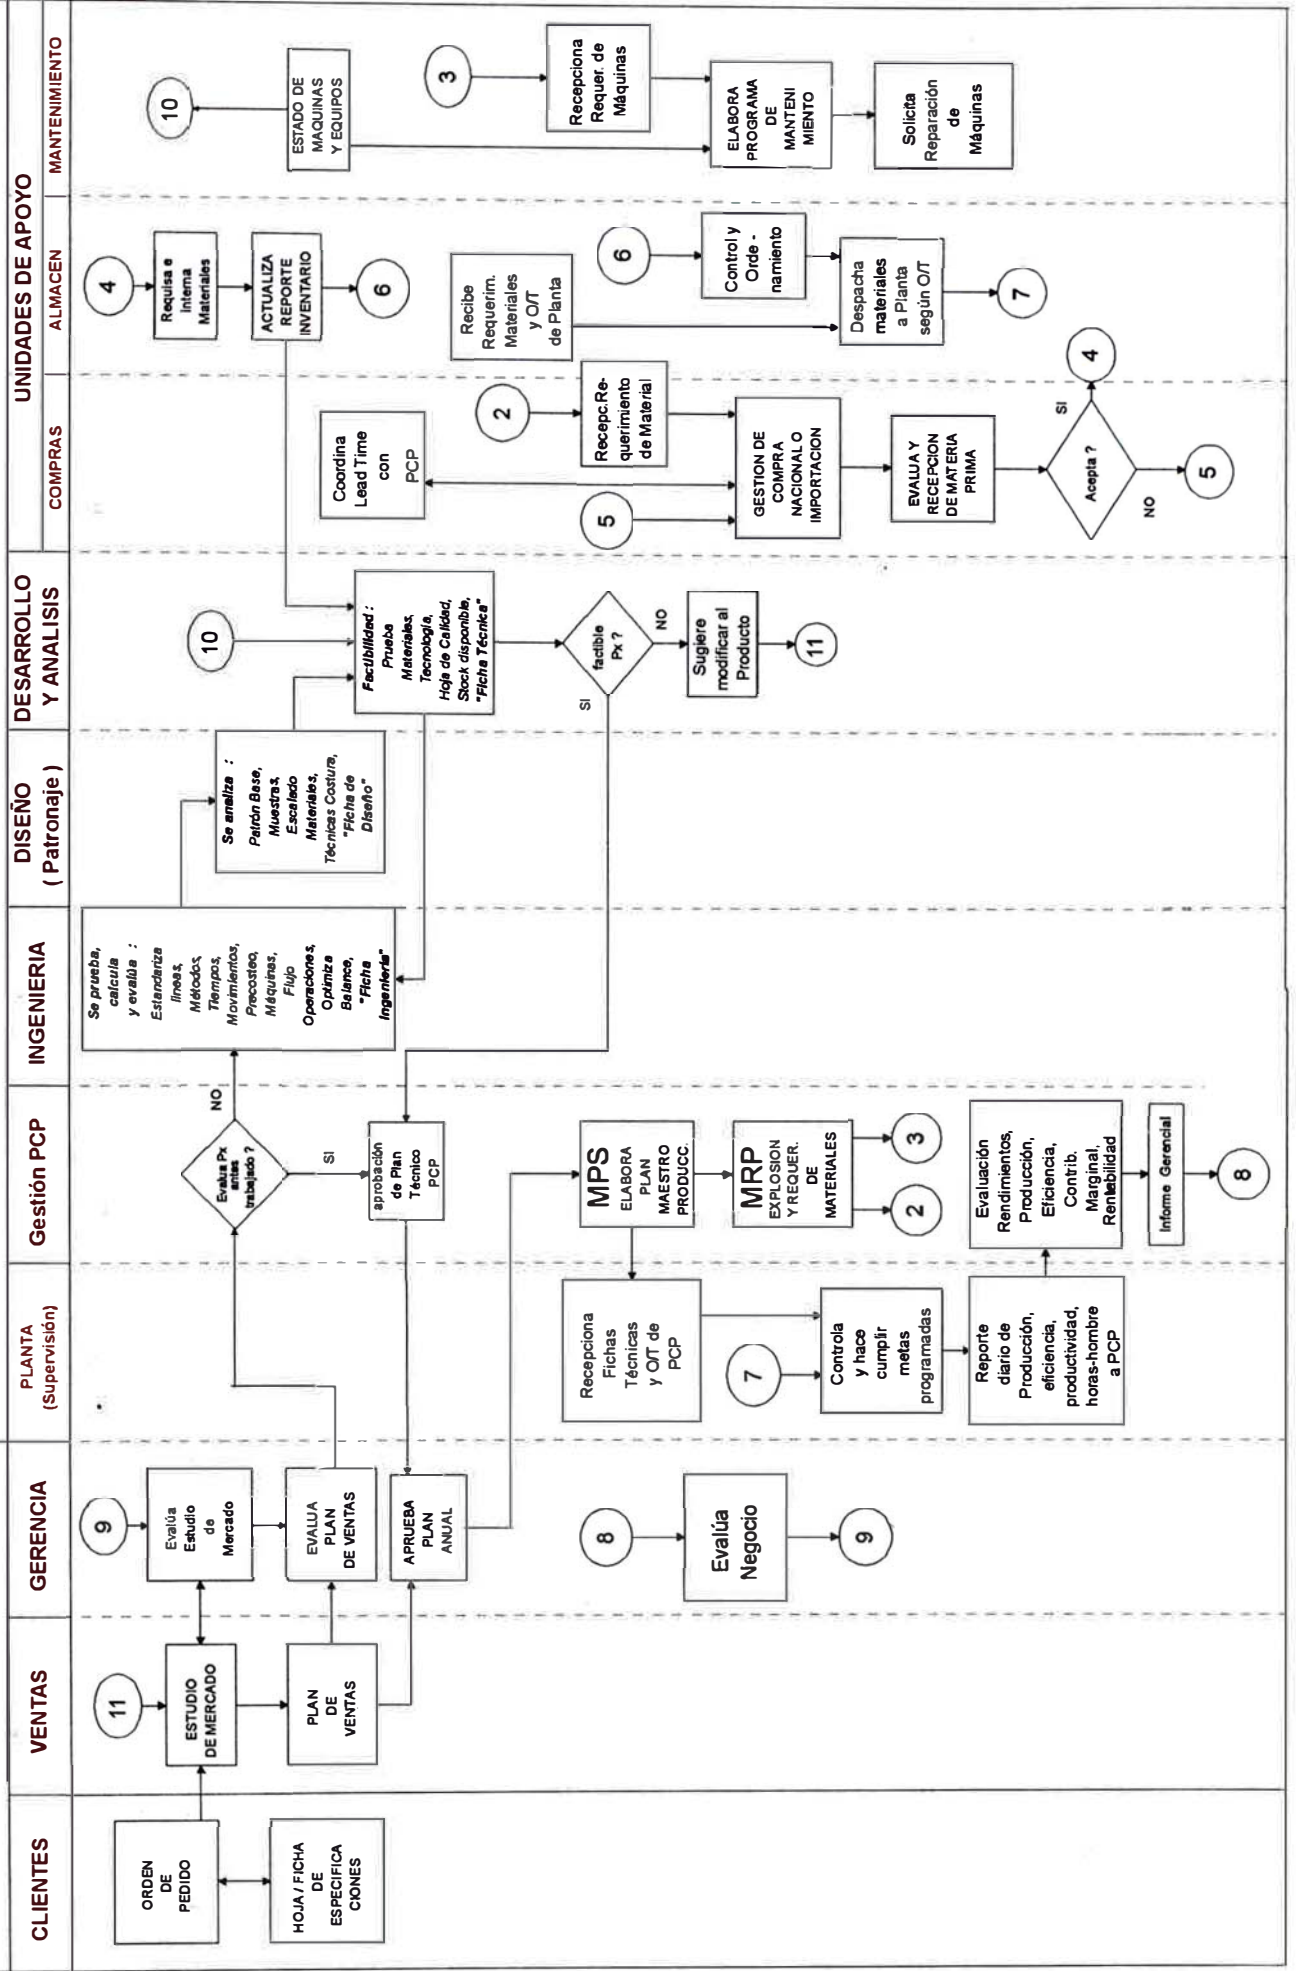 CLIENTES
VENTAS
GERENCIA
PLANTA
(Supervisión)
Gestión PCP
INGENIERIA
DISEÑO
( Patronaje )
DESARROLLO
Y ANALISIS
UNIDADES DE APOYO
COMPRAS
ALMACEN
MANTENIMIENTO
ORDEN
DE
PEDIDO
HOJA / FICHA
DE
ESPECIFICA
CIONES
11
ESTUDIO
DE MERCADO
PLAN
DE
VENTAS
9
Evalúa
Estudio
de
Mercado
EVALUA
PLAN
DE VENTAS
APRUEBA
PLAN
ANUAL
8
Evalúa
Negocio
9
Recepciona
Fichas
Técnicas
y O/T de
PCP
7
Controla
y hace
cumplir
metas
programadas
Reporte
diario de
Producción,
eficiencia,
productividad,
horas-hombre
a PCP
Evalua Px
antes
trabajado ?
NO
SI
aprobación
de Plan
Técnico
PCP
MPS
ELABORA
PLAN
MAESTRO
PRODUCC.
MRP
EXPLOSION
Y REQUER.
DE
MATERIALES
2
3
Evaluación
Rendimientos,
Producción,
Eficiencia,
Contrib.
Marginal,
Rentabilidad
Informe Gerencial
8
Se prueba,
calcula
y evalúa :
Estandariza
líneas,
Métodos,
Tiempos,
Movimientos,
Precosteo,
Máquinas,
Flujo
Operaciones,
Optimiza
Balance,
"Ficha
Ingeniería"
Se analiza :
Patrón Base,
Muestras,
Escalado
Materiales,
Técnicas Costura,
"Ficha de
Diseño"
10
Factibilidad :
Prueba
Materiales,
Tecnología,
Hoja de Calidad,
Stock disponible,
"Ficha Técnica"
factible
Px ?
SI
NO
Sugiere
modificar al
Producto
11
Coordina
Lead Time
con
PCP
2
Recepc.Re-
querimiento
de Material
5
GESTION DE
COMPRA
NACIONAL O
IMPORTACION
EVALUA Y
RECEPCION
DE MATERIA
PRIMA
Acepta ?
SI
NO
4
5
4
Requisa e
Interna
Materiales
ACTUALIZA
REPORTE
INVENTARIO
6
Recibe
Requerim.
Materiales
y O/T
de Planta
6
Control y
Orde -
namiento
Despacha
materiales
a Planta
según O/T
7
10
ESTADO DE
MAQUINAS
Y EQUIPOS
3
Recepciona
Requer. de
Máquinas
ELABORA
PROGRAMA
DE
MANTENI
MIENTO
Solicita
Reparación
de
Máquinas